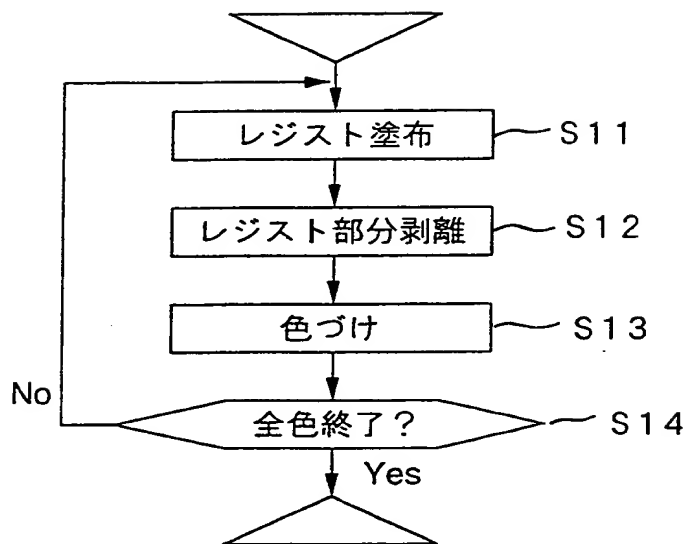 レジスト塗布
S11
レジスト部分剥離
S12
色づけ
S13
No
全色終了?
S14
Yes